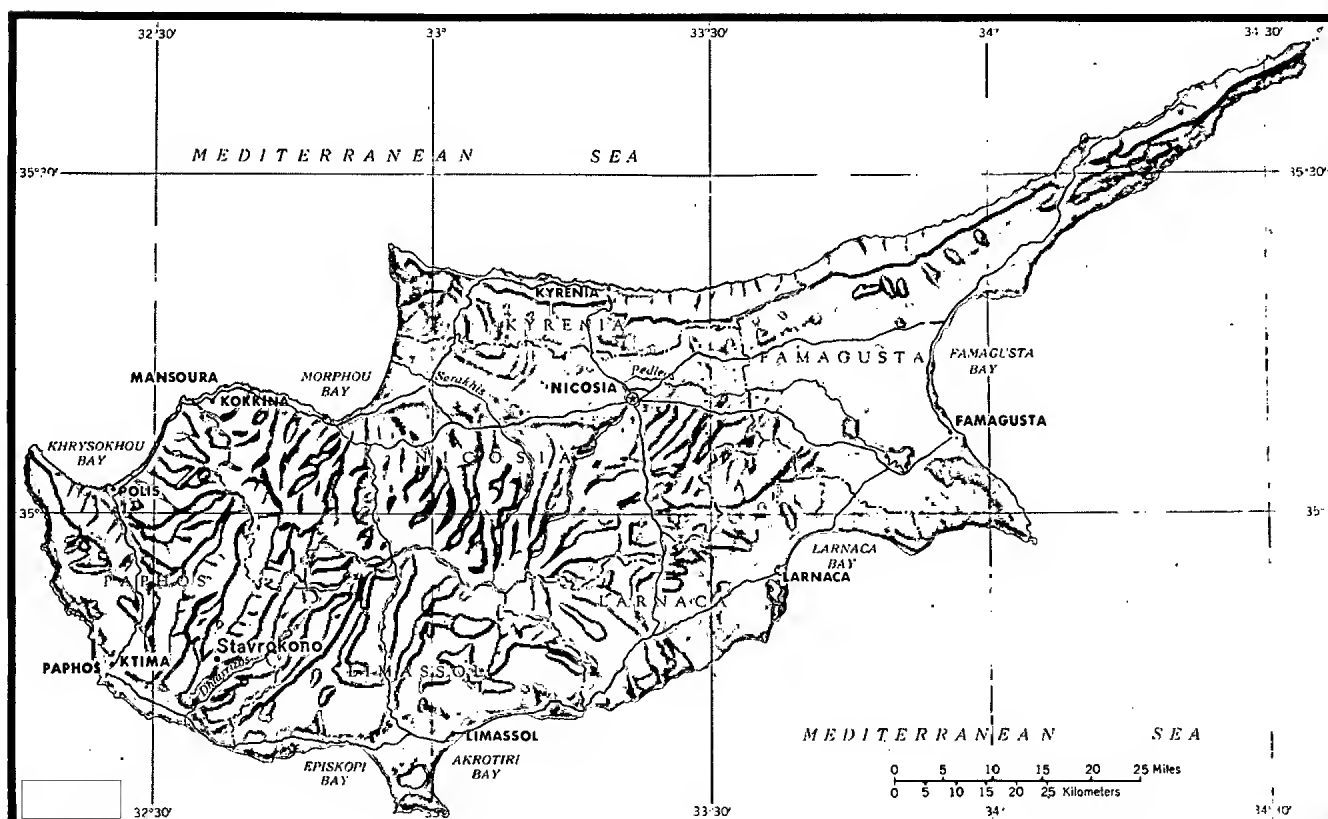 32°30' 33° 33°30' 34° 34°30'
MEDITERRANEAN SEA
35°30' 35°30'
KYRENIA
KYRENIA
FAMAGUSTA
FAMAGUSTA
BAY
MANSOURA
MORPHOU
BAY
Serakhis
NICOSIA
KOKKINA
FAMAGUSTA
KHRYSOKHOU
BAY
NICOSIA
POLIS
35° 35°
LARNACA
BAY
PAPHOS
LARNACA
LARNACA
Stavrokono
PAPHOS
KTIMA
LIMASSOL
LIMASSOL
MEDITERRANEAN SEA
EPISKOPI
BAY
AKROTIRI
BAY
0 5 10 15 20 25 Miles
0 5 10 15 20 25 Kilometers
32°30' 33° 33°30' 34°